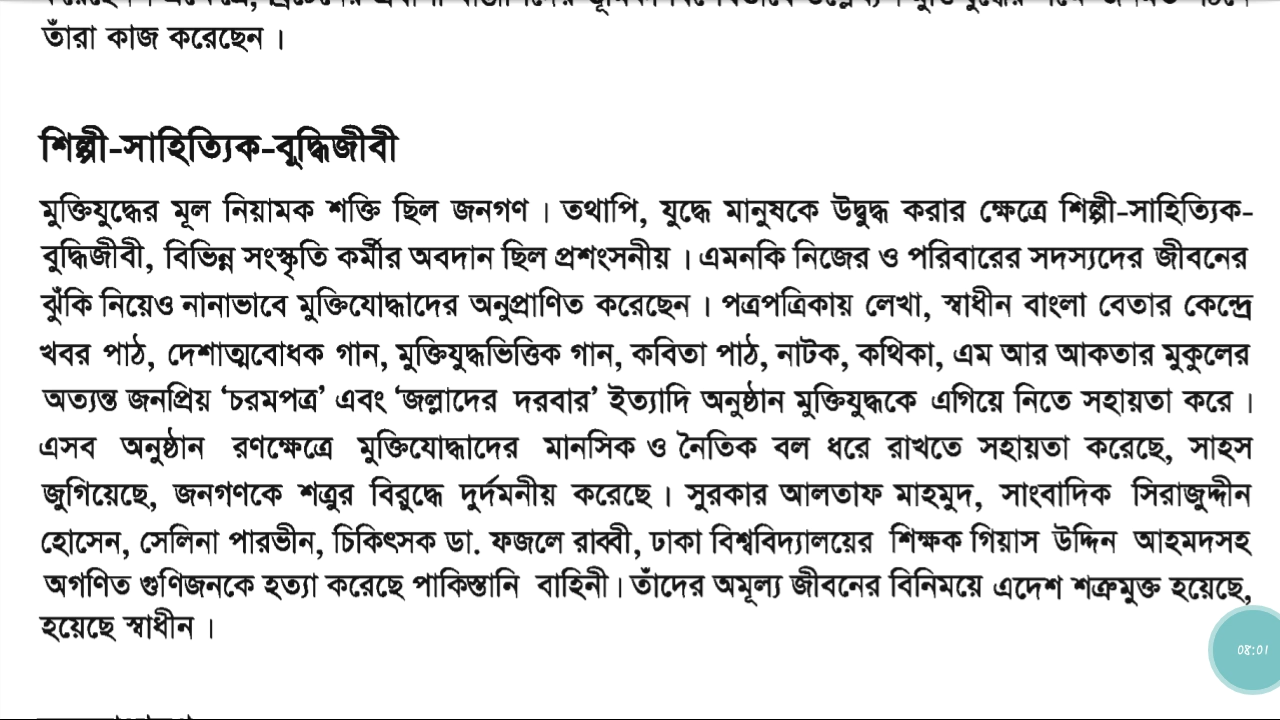 তাঁরা কাজ করেছেন ।
শিল্পী-সাহিত্যিক-বুদ্ধিজীবী
মুক্তিযুদ্ধের মূল নিয়ামক শক্তি ছিল জনগণ । তথাপি, যুদ্ধে মানুষকে উদ্বুদ্ধ করার ক্ষেত্রে শিল্পী-সাহিত্যিক-
বুদ্ধিজীবী, বিভিন্ন সংস্কৃতি কর্মীর অবদান ছিল প্রশংসনীয় । এমনকি নিজের ও পরিবারের সদস্যদের জীবনের
ঝুঁকি নিয়েও নানাভাবে মুক্তিযোদ্ধাদের অনুপ্রাণিত করেছেন । পত্রপত্রিকায় লেখা, স্বাধীন বাংলা বেতার কেন্দ্রে
খবর পাঠ, দেশাত্মবোধক গান, মুক্তিযুদ্ধভিত্তিক গান, কবিতা পাঠ, নাটক, কথিকা, এম আর আকতার মুকুলের
অত্যন্ত জনপ্রিয় ‘চরমপত্র’ এবং ‘জল্লাদের দরবার’ ইত্যাদি অনুষ্ঠান মুক্তিযুদ্ধকে এগিয়ে নিতে সহায়তা করে ।
এসব অনুষ্ঠান রণক্ষেত্রে মুক্তিযোদ্ধাদের মানসিক ও নৈতিক বল ধরে রাখতে সহায়তা করেছে, সাহস
জুগিয়েছে, জনগণকে শত্রুর বিরুদ্ধে দুর্দমনীয় করেছে । সুরকার আলতাফ মাহমুদ, সাংবাদিক সিরাজুদ্দীন
হোসেন, সেলিনা পারভীন, চিকিৎসক ডা. ফজলে রাব্বী, ঢাকা বিশ্ববিদ্যালয়ের শিক্ষক গিয়াস উদ্দিন আহমদসহ
অগণিত গুণিজনকে হত্যা করেছে পাকিস্তানি বাহিনী। তাঁদের অমূল্য জীবনের বিনিময়ে এদেশ শত্রুমুক্ত হয়েছে,
হয়েছে স্বাধীন ।
০৪:০১